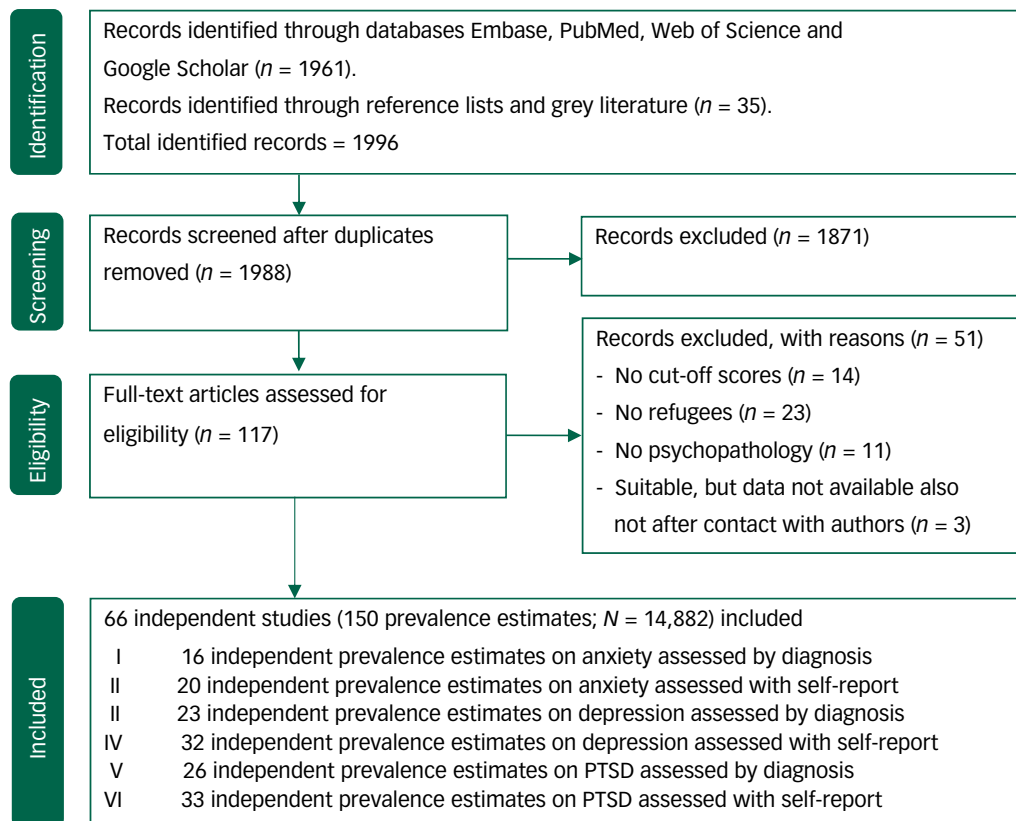 Identification
Records identified through databases Embase, PubMed, Web of Science and
Google Scholar (n = 1961).
Records identified through reference lists and grey literature (n = 35).
Total identified records = 1996
Screening
Records screened after duplicates
removed (n = 1988)
Records excluded (n = 1871)
Eligibility
Full-text articles assessed for
eligibility (n = 117)
Records excluded, with reasons (n = 51)
- No cut-off scores (n = 14)
- No refugees (n = 23)
- No psychopathology (n = 11)
- Suitable, but data not available also
not after contact with authors (n = 3)
Included
66 independent studies (150 prevalence estimates; N = 14,882) included
I 16 independent prevalence estimates on anxiety assessed by diagnosis
II 20 independent prevalence estimates on anxiety assessed with self-report
II 23 independent prevalence estimates on depression assessed by diagnosis
IV 32 independent prevalence estimates on depression assessed with self-report
V 26 independent prevalence estimates on PTSD assessed by diagnosis
VI 33 independent prevalence estimates on PTSD assessed with self-report